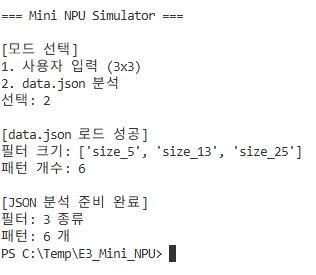 === Mini NPU Simulator ===
[모드 선택]
1. 사용자 입력 (3x3)
2. data.json 분석
선택: 2
[data.json 로드 성공]
필터 크기: ['size_5', 'size_13', 'size_25']
패턴 개수: 6
[JSON 분석 준비 완료]
필터: 3 종류
패턴: 6 개
PS C:\Temp\E3_Mini_NPU>